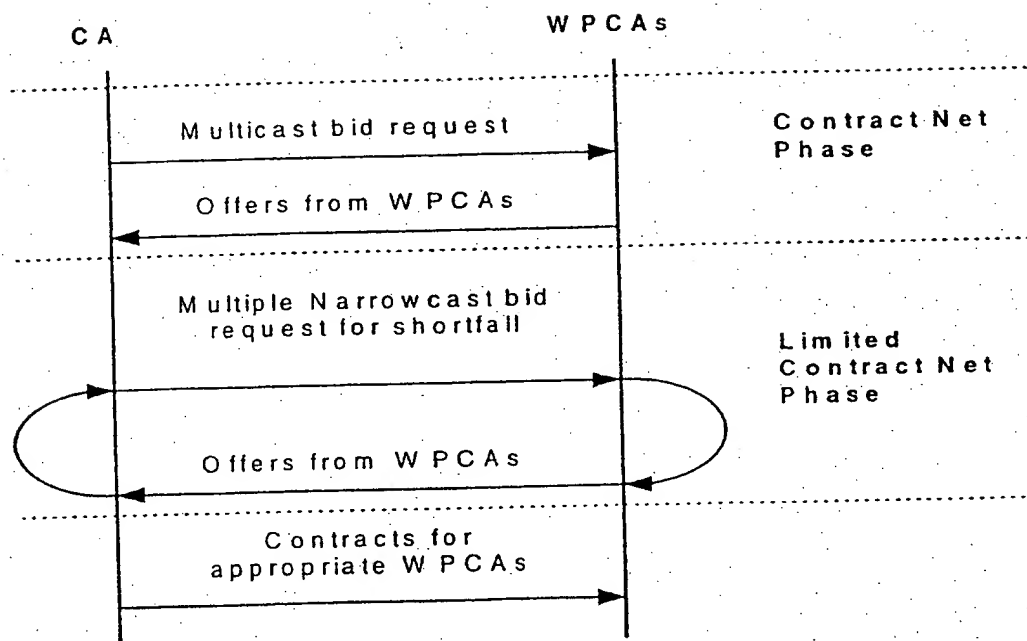 CA
WPCAs
Multicast bid request
Contract Net
Phase
Offers from WPCAs
Multiple Narrowcast bid
request for shortfall
Limited
Contract Net
Phase
Offers from WPCAs
Contracts for
appropriate WPCAs